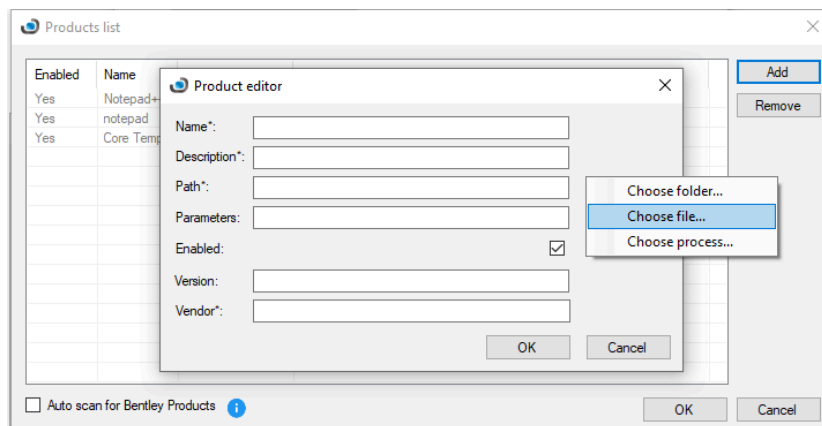 Products list
Enabled Name
Yes Notepad+
Yes notepad
Yes Core Temp
Add
Remove
Product editor
Name*:
Description*:
Path*:
Parameters:
Enabled:
Version:
Vendor*:
Choose folder...
Choose file...
Choose process...
OK Cancel
Auto scan for Bentley Products
OK Cancel